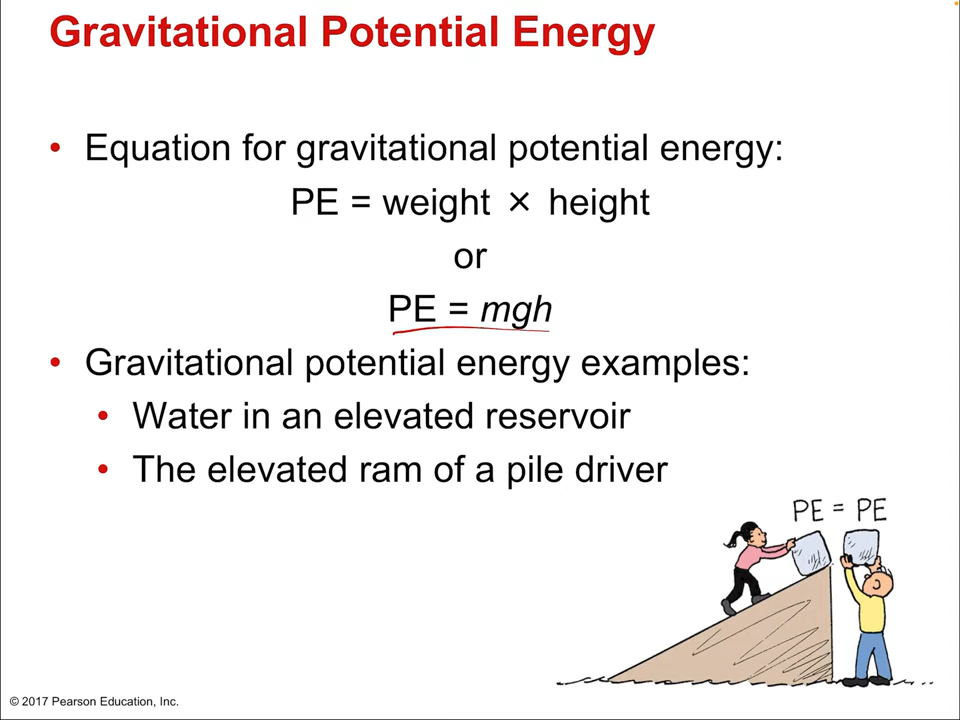 Gravitational Potential Energy
• Equation for gravitational potential energy:
PE = weight × height
or
PE = mgh
• Gravitational potential energy examples:
• Water in an elevated reservoir
• The elevated ram of a pile driver
PE = PE
© 2017 Pearson Education, Inc.